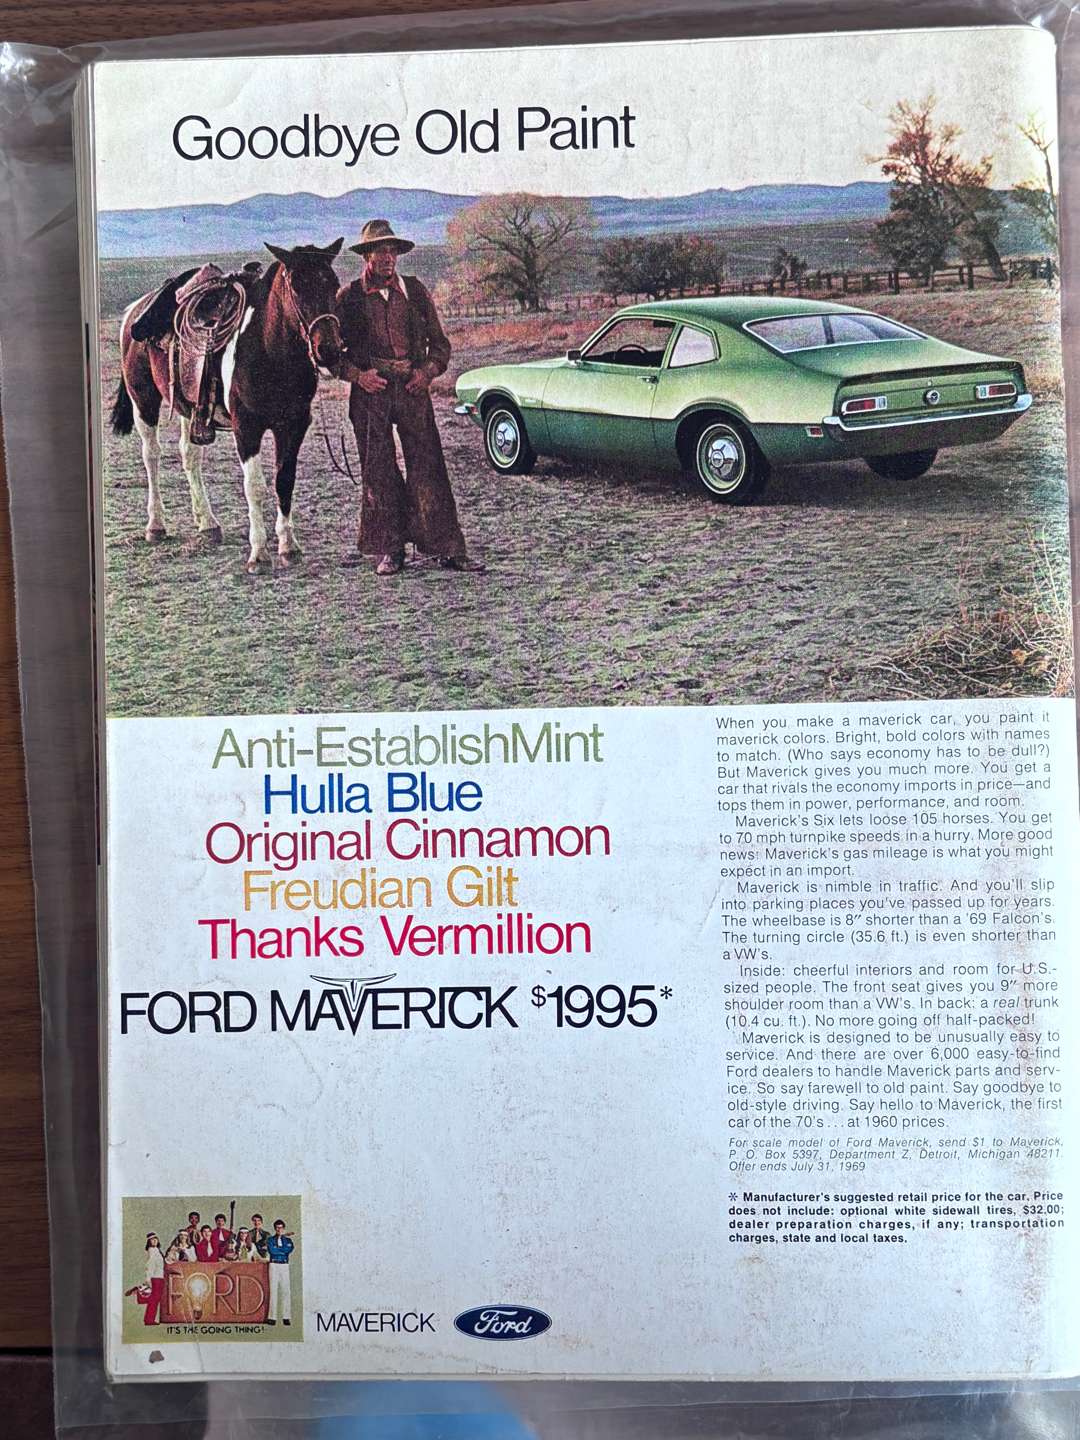 Goodbye Old Paint
Anti-EstablishMint
Hulla Blue
Original Cinnamon
Freudian Gilt
Thanks Vermillion
FORD MAVERICK $1995*
When you make a maverick car, you paint it
maverick colors. Bright, bold colors with names
to match. (Who says economy has to be dull?)
But Maverick gives you much more. You get a
car that rivals the economy imports in price—and
tops them in power, performance, and room.
Maverick's Six lets loose 105 horses. You get
to 70 mph turnpike speeds in a hurry. More good
news: Maverick's gas mileage is what you might
expect in an import.
Maverick is nimble in traffic. And you'll slip
into parking places you've passed up for years.
The wheelbase is 8″ shorter than a '69 Falcon's.
The turning circle (35.6 ft.) is even shorter than
a VW's.
Inside: cheerful interiors and room for U.S.-
sized people. The front seat gives you 9″ more
shoulder room than a VW's. In back: a real trunk
(10.4 cu. ft.). No more going off half-packed!
Maverick is designed to be unusually easy to
service. And there are over 6,000 easy-to-find
Ford dealers to handle Maverick parts and serv-
ice. So say farewell to old paint. Say goodbye to
old-style driving. Say hello to Maverick, the first
car of the 70's . . . at 1960 prices.
For scale model of Ford Maverick, send $1 to Maverick,
P. O. Box 5397, Department Z, Detroit, Michigan 48211.
Offer ends July 31, 1969
* Manufacturer's suggested retail price for the car. Price
does not include: optional white sidewall tires, $32.00;
dealer preparation charges, if any; transportation
charges, state and local taxes.
FORD
IT'S THE GOING THING!
MAVERICK Ford